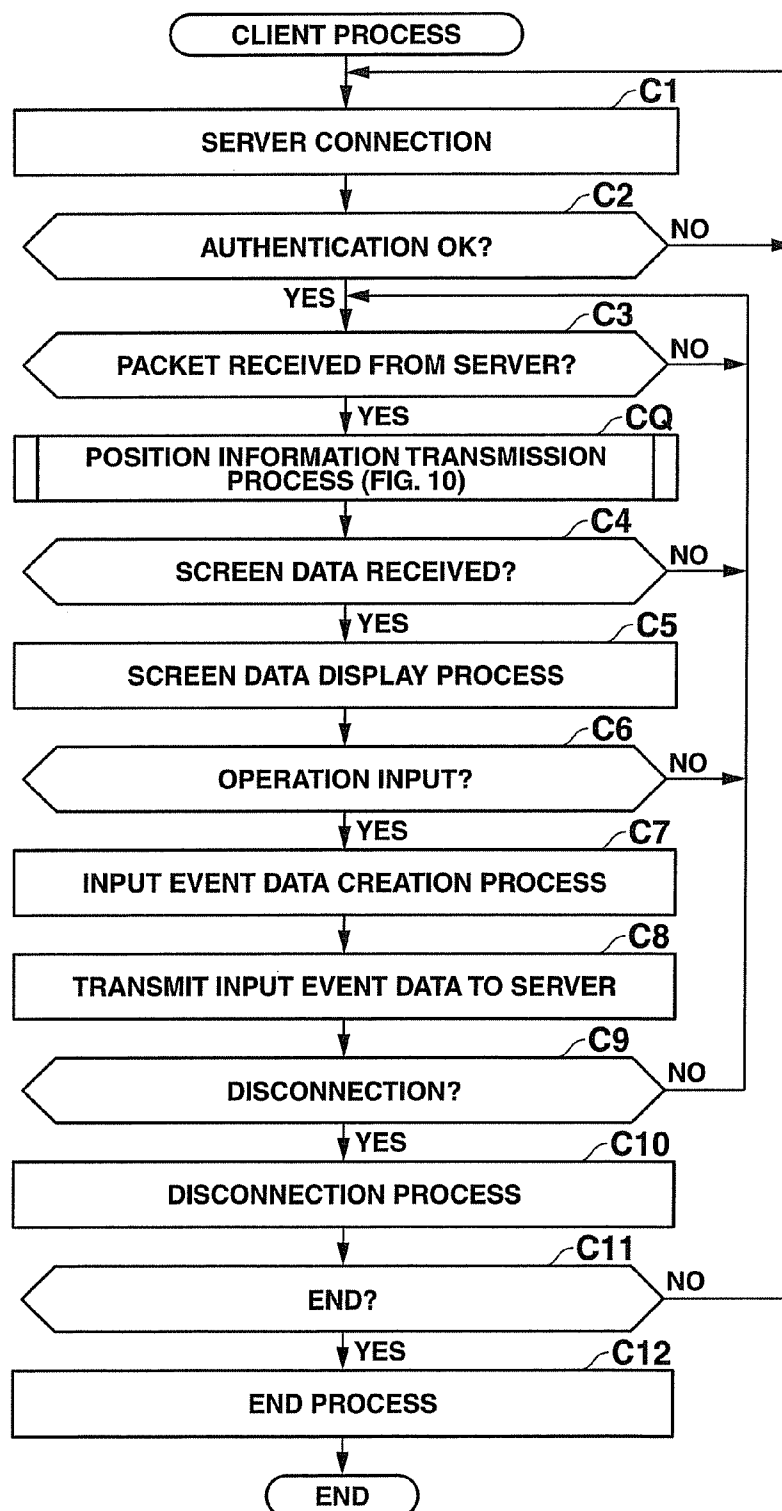 CLIENT PROCESS
C1
SERVER CONNECTION
C2
AUTHENTICATION OK?
NO
YES
C3
PACKET RECEIVED FROM SERVER?
NO
YES
CQ
POSITION INFORMATION TRANSMISSION
PROCESS (FIG. 10)
C4
SCREEN DATA RECEIVED?
NO
YES
C5
SCREEN DATA DISPLAY PROCESS
C6
OPERATION INPUT?
NO
YES
C7
INPUT EVENT DATA CREATION PROCESS
C8
TRANSMIT INPUT EVENT DATA TO SERVER
C9
DISCONNECTION?
NO
YES
C10
DISCONNECTION PROCESS
C11
END?
NO
YES
C12
END PROCESS
END